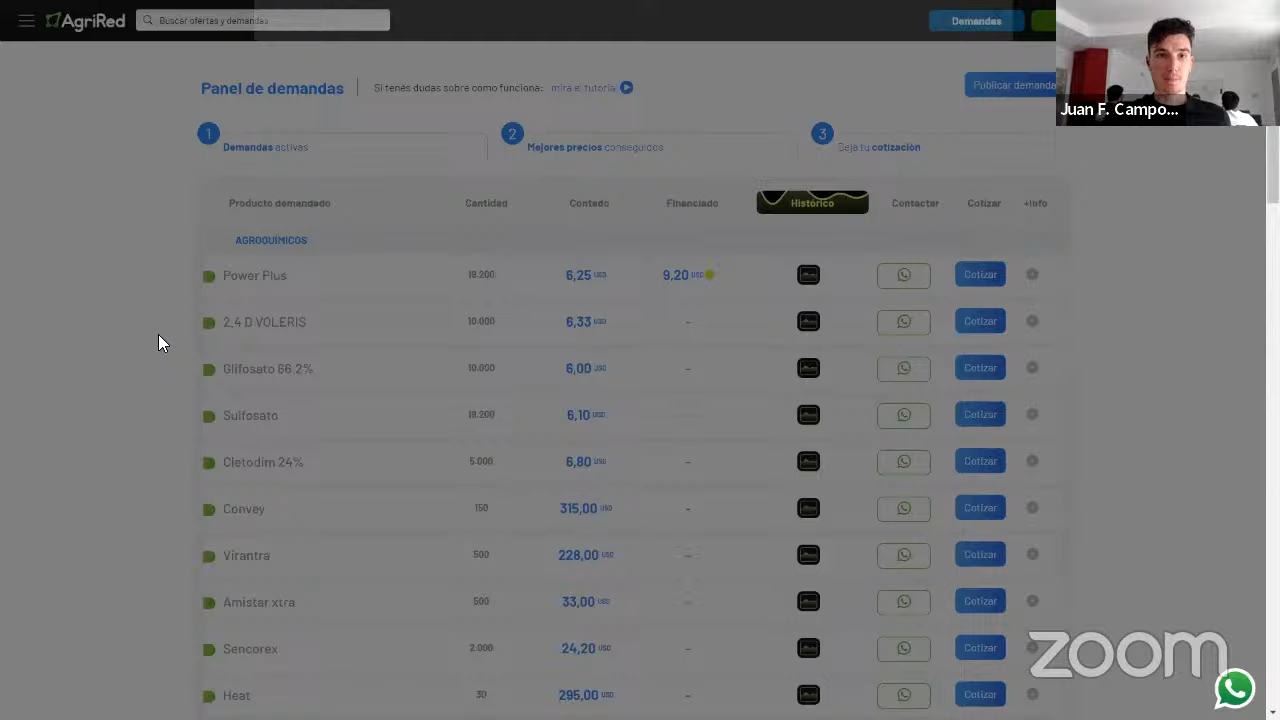 AgriRed
Buscar ofertas y demandas
Demandas
Juan F. Campo...
Panel de demandas
Si tenés dudas sobre como funciona: mira el tutorial
Publicar demanda
1
Demandas activas
2
Mejores precios conseguidos
3
Deja tu cotización
Producto demandado Cantidad Contado Financiado Histórico Contactar Cotizar +Info
AGROQUÍMICOS
Power Plus 19.200 6,25 USD 9,20 USD Cotizar
2,4 D VOLERIS 10.000 6,33 USD - Cotizar
Glifosato 66.2% 10.000 6,00 USD - Cotizar
Sulfosato 19.200 6,10 USD Cotizar
Cletodim 24% 5.000 6,80 USD - Cotizar
Convey 150 315,00 USD - Cotizar
Virantra 500 228,00 USD - Cotizar
Amistar xtra 500 33,00 USD - Cotizar
Sencorex 2.000 24,20 USD - Cotizar
Heat 30 295,00 USD - Cotizar
zoom